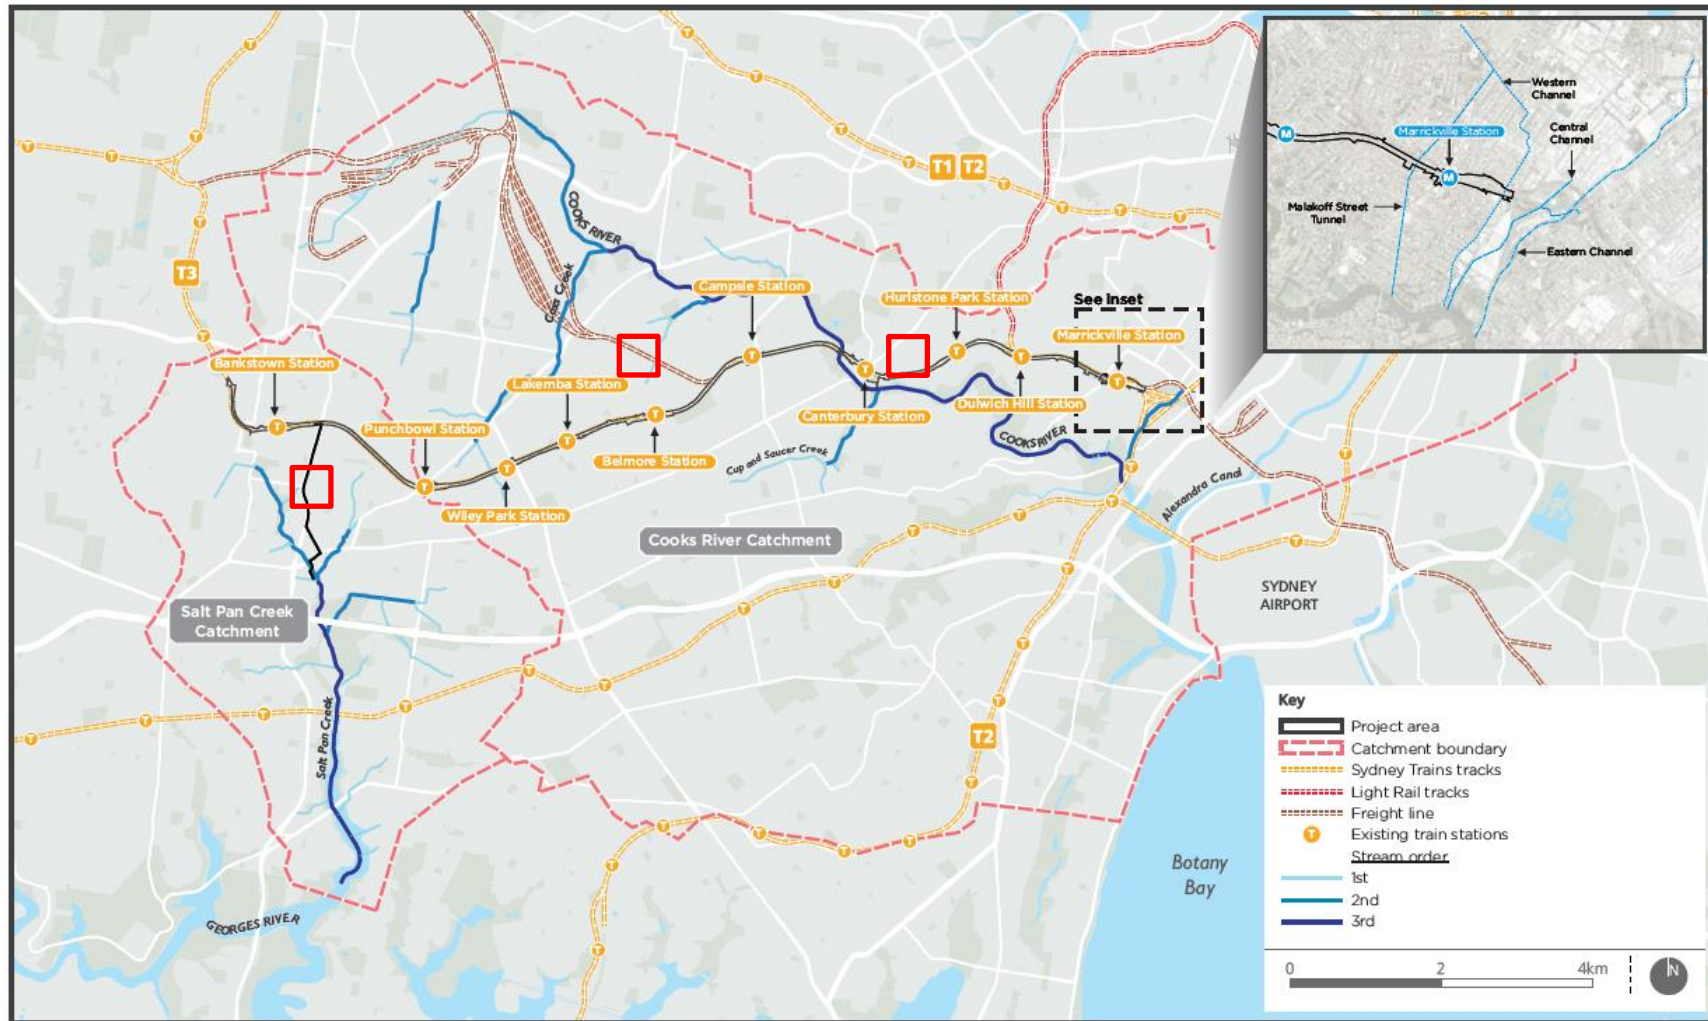 Western
Channel
Central
Channel
Marrickville Station
M
M
Malakoff Street
Tunnel
Eastern Channel
T1
T2
T3
T2
COOKS RIVER
Coxs Creek
Campsie Station
Hurlstone Park Station
See Inset
Marrickville Station
Bankstown Station
Lakemba Station
Punchbowl Station
Canterbury Station
Dulwich Hill Station
Belmore Station
Wiley Park Station
Cup and Saucer Creek
COOKS RIVER
Alexandra Canal
Cooks River Catchment
SYDNEY
AIRPORT
Salt Pan Creek
Catchment
Salt Pan Creek
GEORGES RIVER
Botany
Bay
Key
Project area
Catchment boundary
Sydney Trains tracks
Light Rail tracks
Freight line
T Existing train stations
Stream order
1st
2nd
3rd
0 2 4km
N